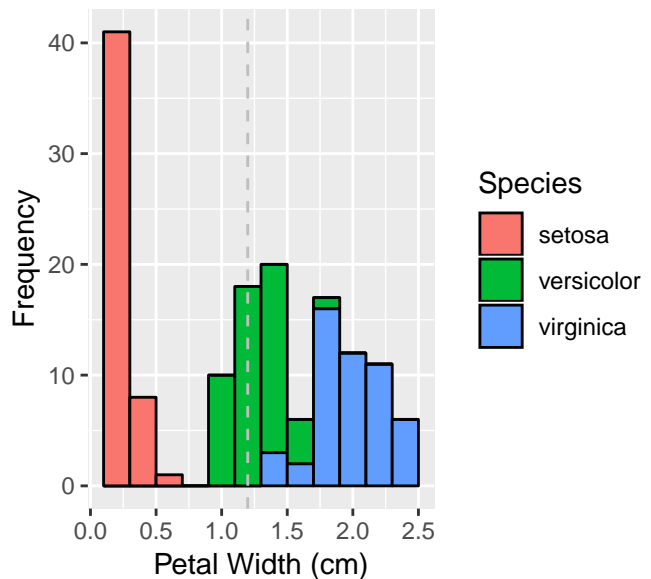 40
30
20
10
0
Frequency
0.0 0.5 1.0 1.5 2.0 2.5
Petal Width (cm)
Species
setosa
versicolor
virginica